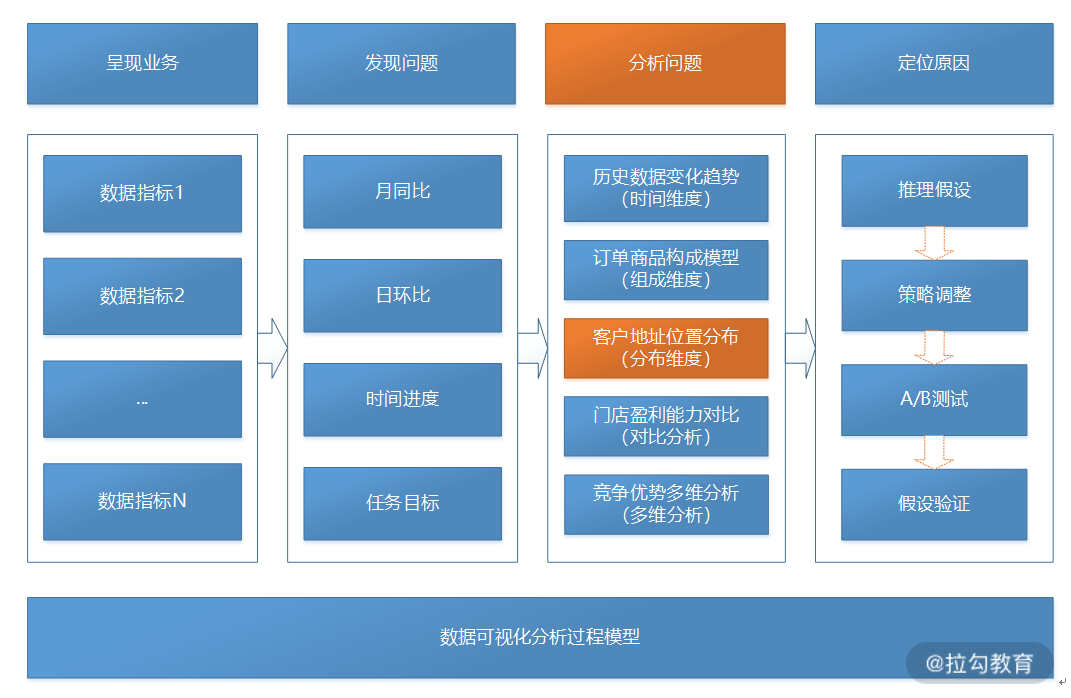 呈现业务
发现问题
分析问题
定位原因
数据指标1
数据指标2
...
数据指标N
月同比
日环比
时间进度
任务目标
历史数据变化趋势
（时间维度）
订单商品构成模型
（组成维度）
客户地址位置分布
（分布维度）
门店盈利能力对比
（对比分析）
竞争优势多维分析
（多维分析）
推理假设
策略调整
A/B测试
假设验证
数据可视化分析过程模型
@拉勾教育